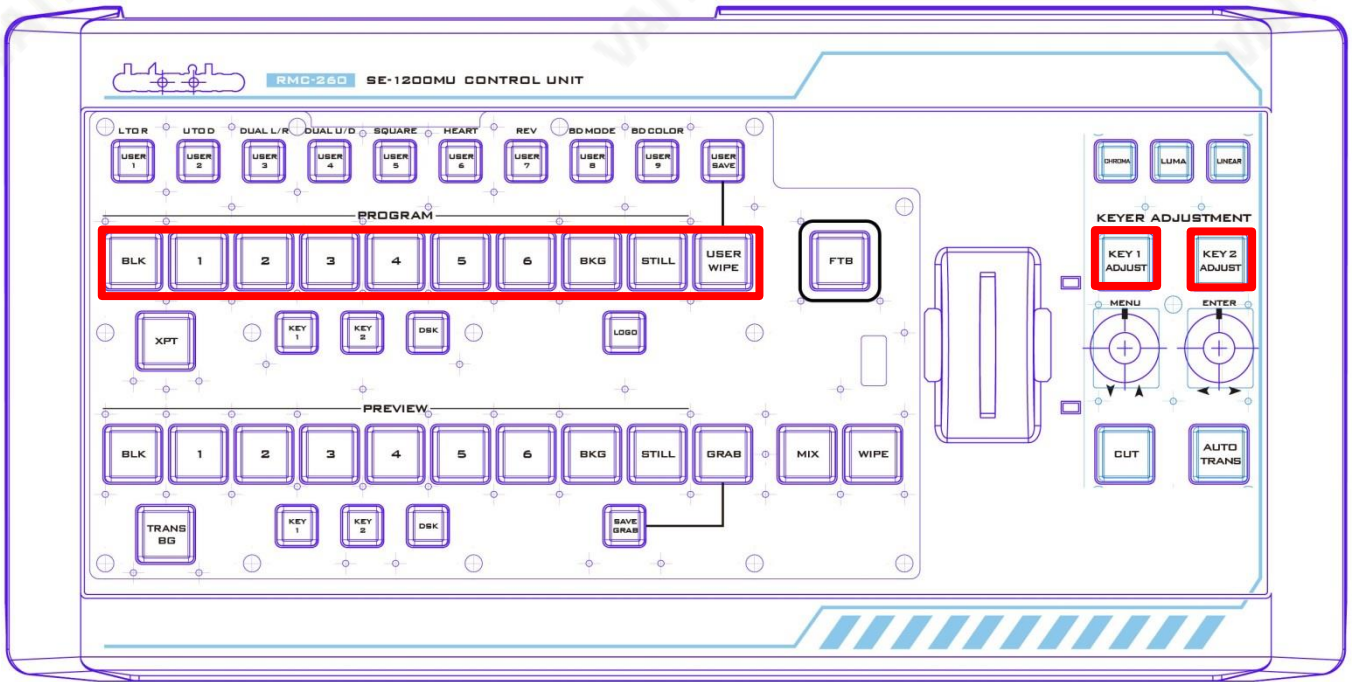 RMC-260 SE-1200MU CONTROL UNIT
L TO R U TO D DUAL L/R DUAL U/D SQUARE HEART REV BD MODE BD COLOR
USER 1
USER 2
USER 3
USER 4
USER 5
USER 6
USER 7
USER 8
USER 9
USER SAVE
CHROMA LUMA LINEAR
PROGRAM
KEYER ADJUSTMENT
BLK 1 2 3 4 5 6 BKG STILL
USER
WIPE
FTB
KEY 1
ADJUST
KEY 2
ADJUST
MENU ENTER
XPT
KEY
1
KEY
2
DSK
LOGO
PREVIEW
BLK 1 2 3 4 5 6 BKG STILL GRAB MIX WIPE
CUT
AUTO
TRANS
TRANS
BG
KEY
1
KEY
2
DSK
SAVE
GRAB